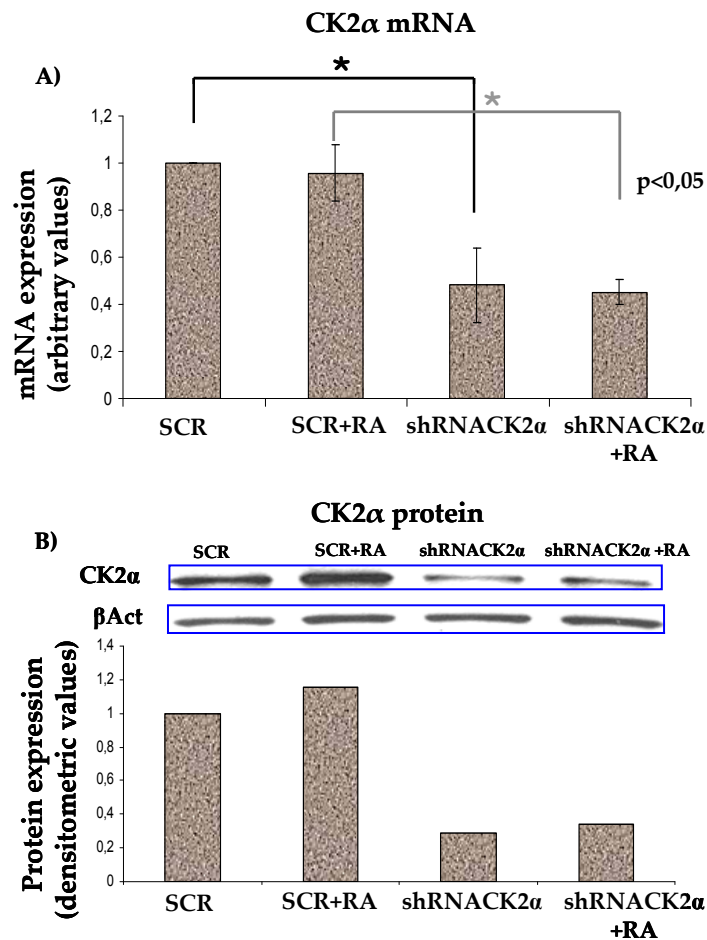 CK2α mRNA
A)
*
*
p<0,05
mRNA expression
(arbitrary values)
1,2
1
0,8
0,6
0,4
0,2
0
SCR
SCR+RA
shRNACK2α
shRNACK2α
+RA
CK2α protein
B)
SCR
SCR+RA
shRNACK2α
shRNACK2α +RA
CK2α
βAct
Protein expression
(densitometric values)
1,4
1,2
1
0,8
0,6
0,4
0,2
0
SCR
SCR+RA
shRNACK2α
shRNACK2α
+RA